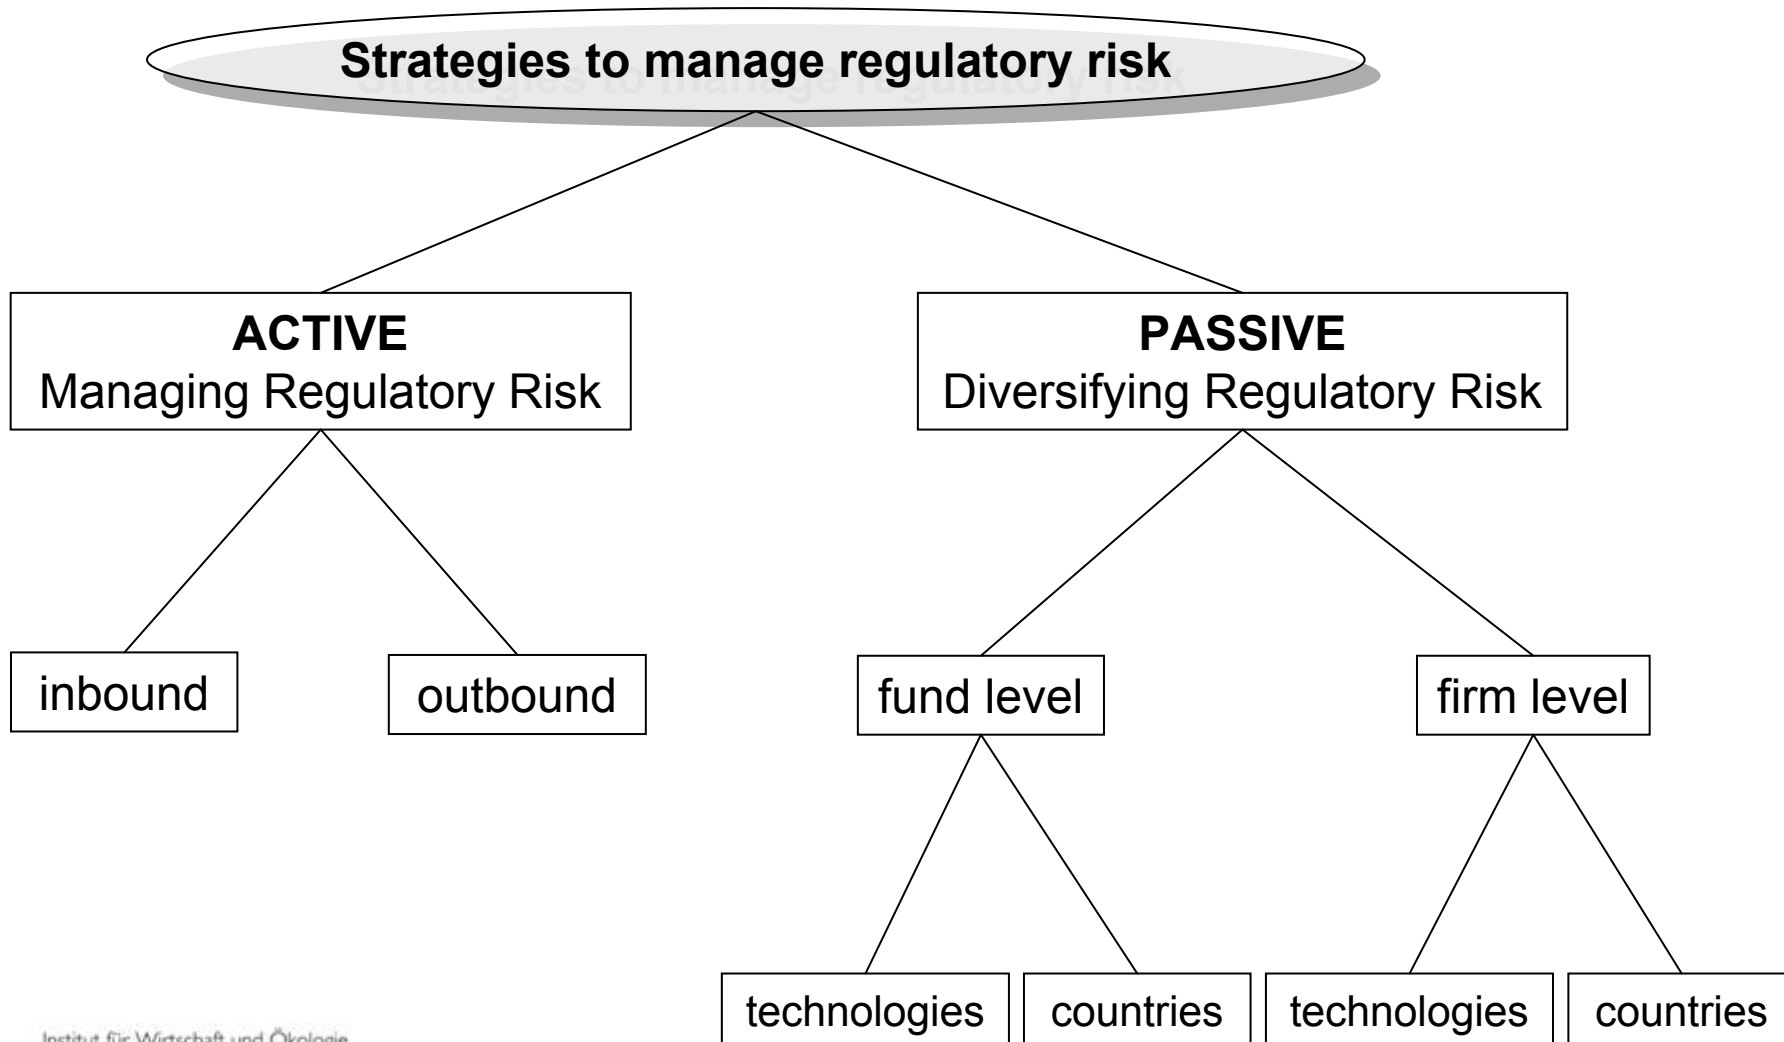 Strategies to manage regulatory risk
ACTIVE
Managing Regulatory Risk
PASSIVE
Diversifying Regulatory Risk
inbound
outbound
fund level
firm level
technologies
countries
technologies
countries
Institut für Wirtschaft und Ökologie